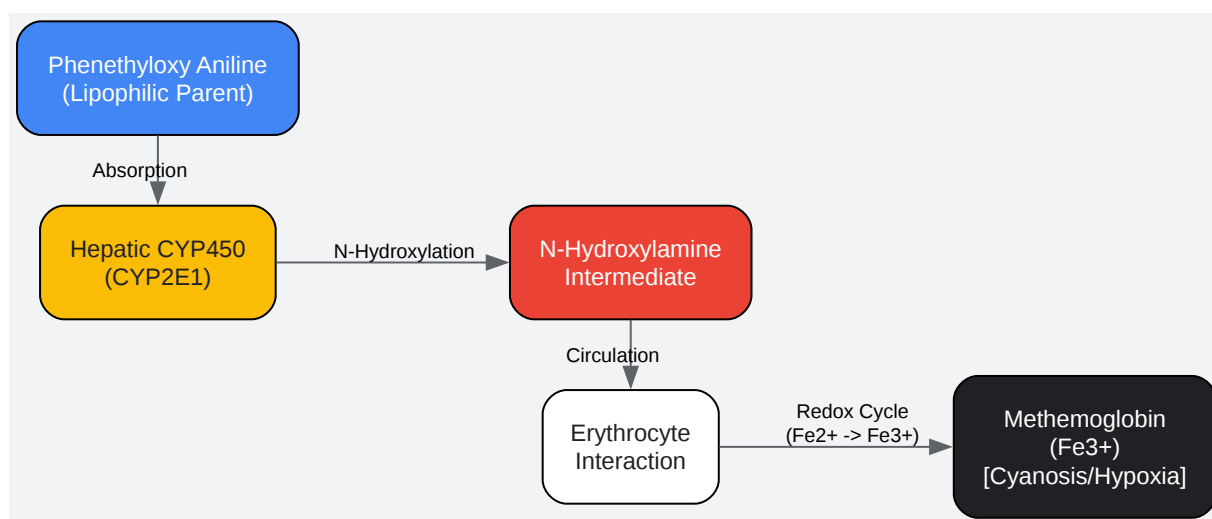 Phenethyloxy Aniline
(Lipophilic Parent)
Absorption
Hepatic CYP450
(CYP2E1)
N-Hydroxylation
N-Hydroxylamine
Intermediate
Circulation
Erythrocyte
Interaction
Redox Cycle
(Fe2+ -> Fe3+)
Methemoglobin
(Fe3+)
[Cyanosis/Hypoxia]